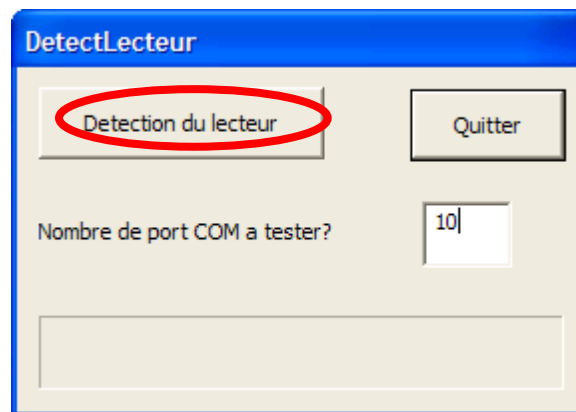 DetectLecteur
Detection du lecteur
Quitter
Nombre de port COM a tester?
10